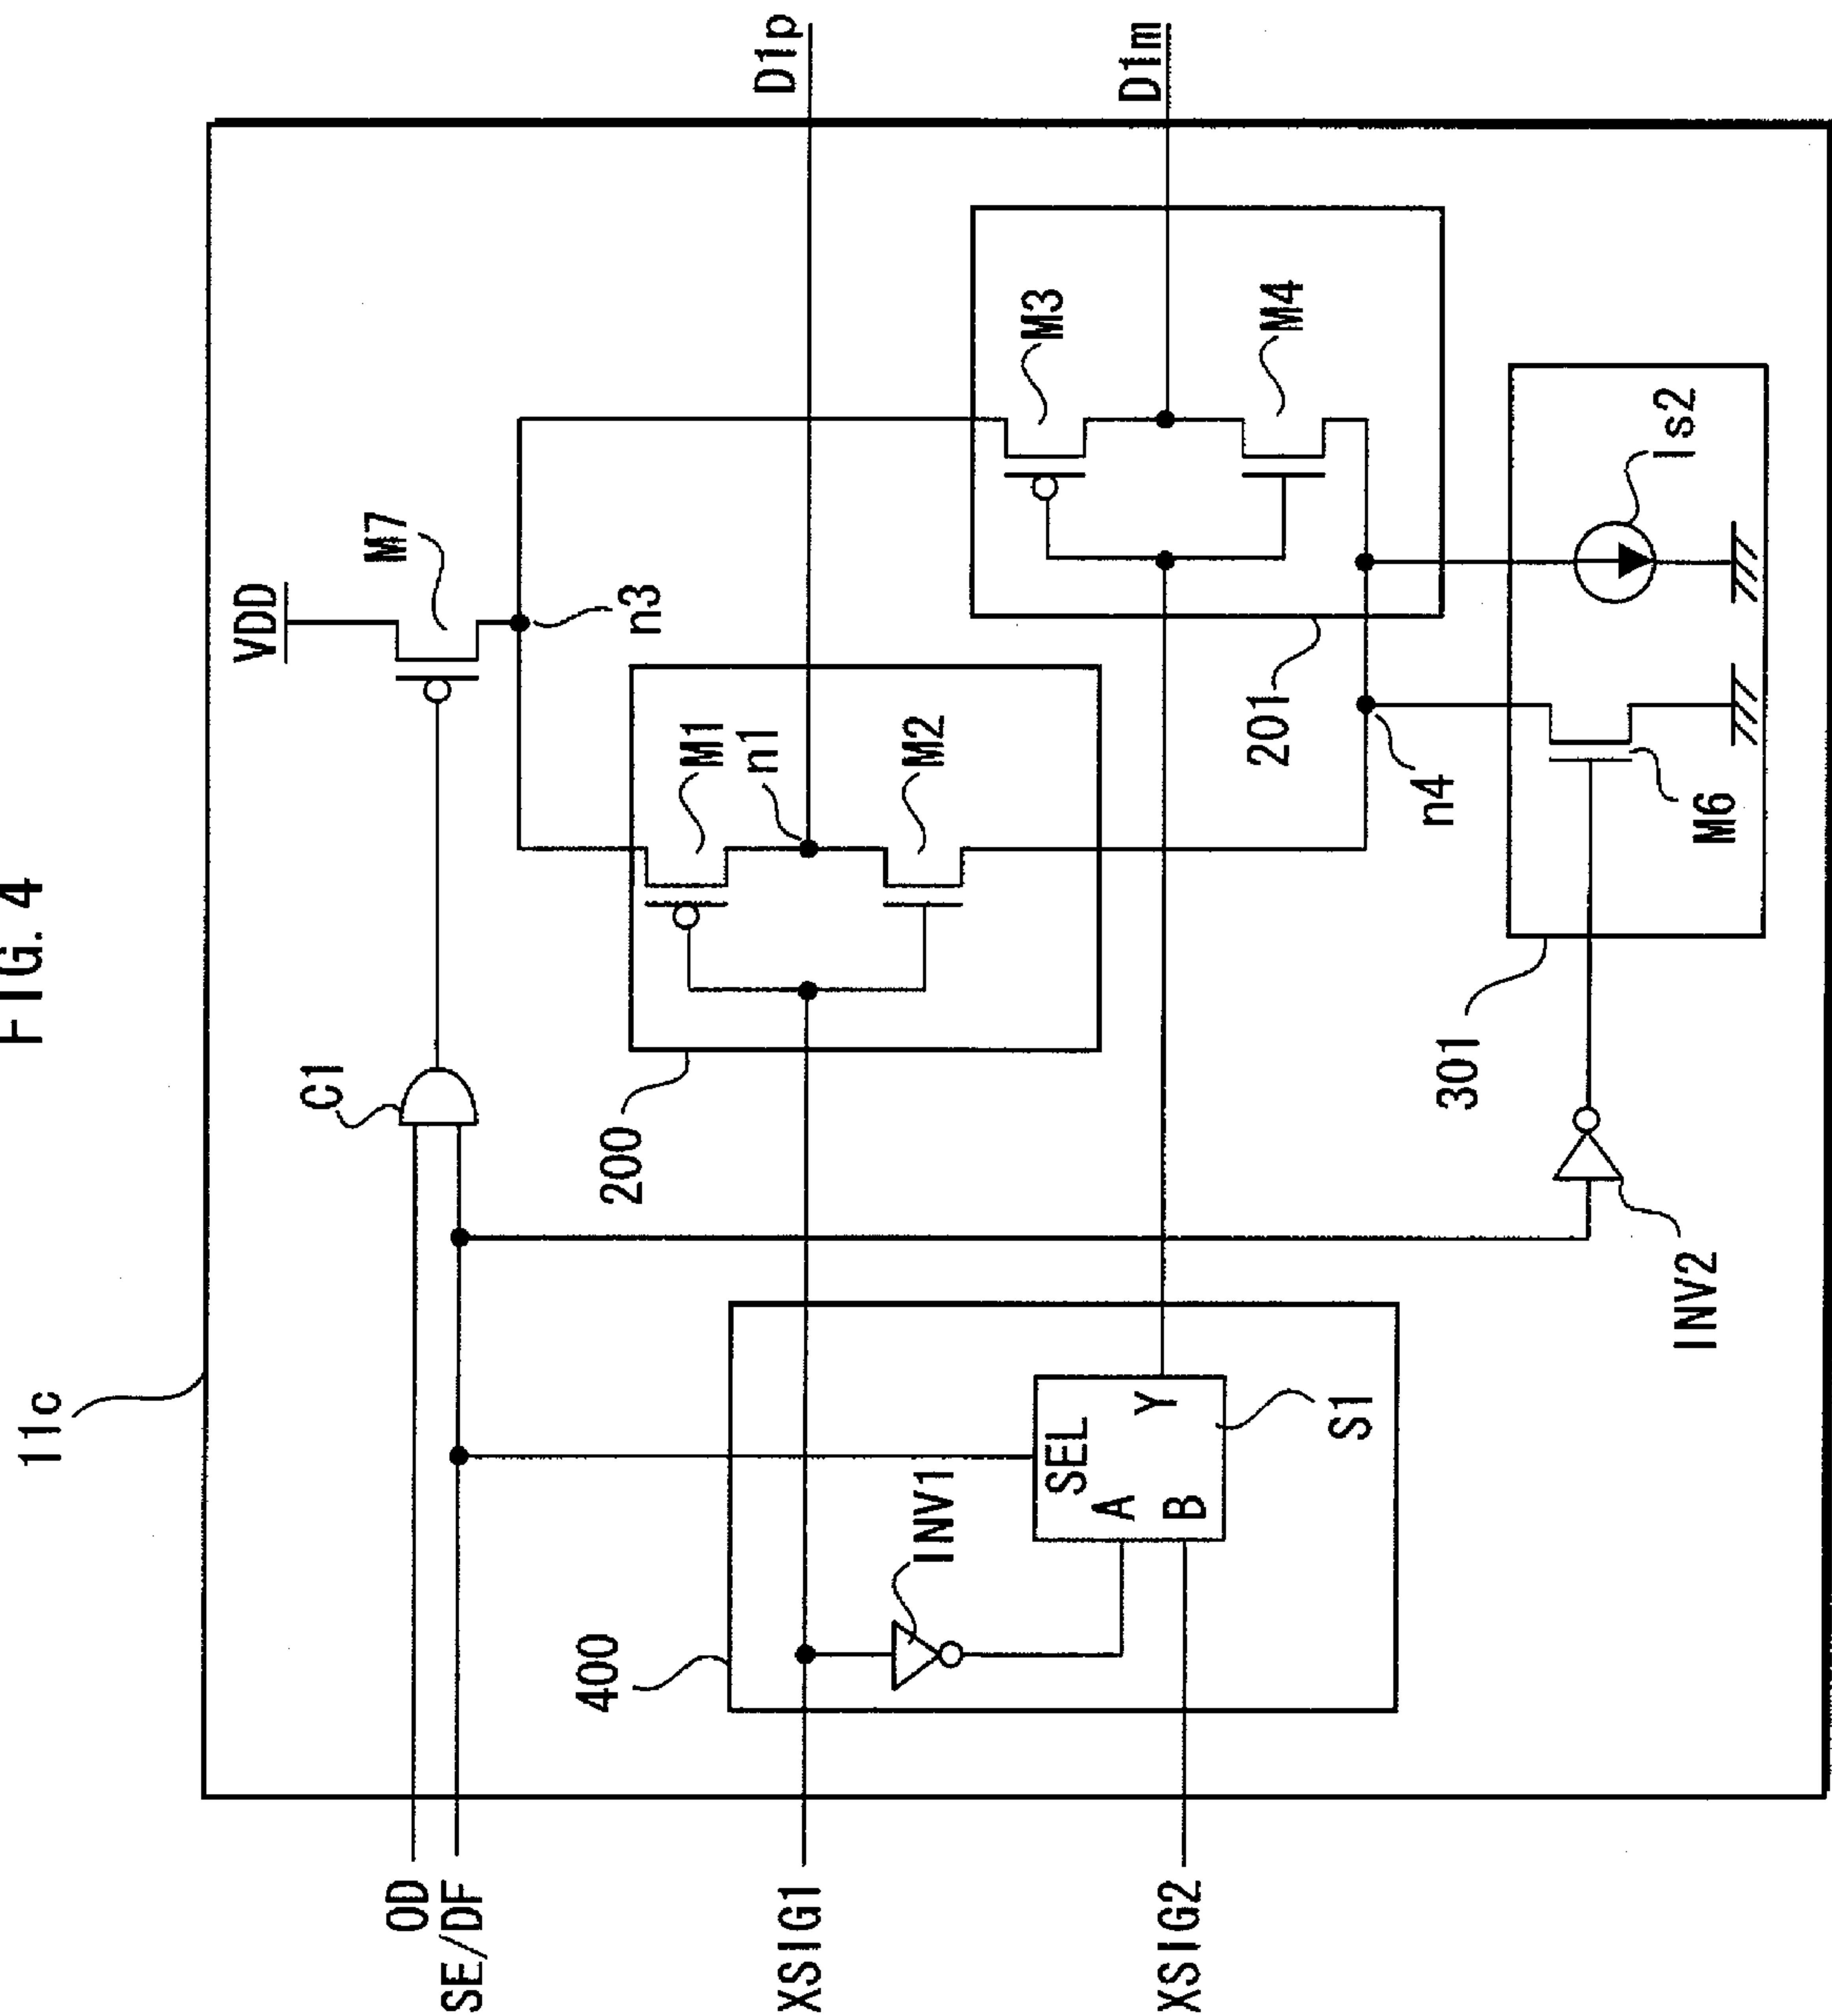 FIG. 4
11c
VDD
M7
C1
n3
OD
SE/DF
200
M1
n1
M2
D1p
400
INV1
SEL
A
B
Y
S1
XSIG1
XSIG2
M3
M4
D1m
201
n4
301
M6
Is2
INV2